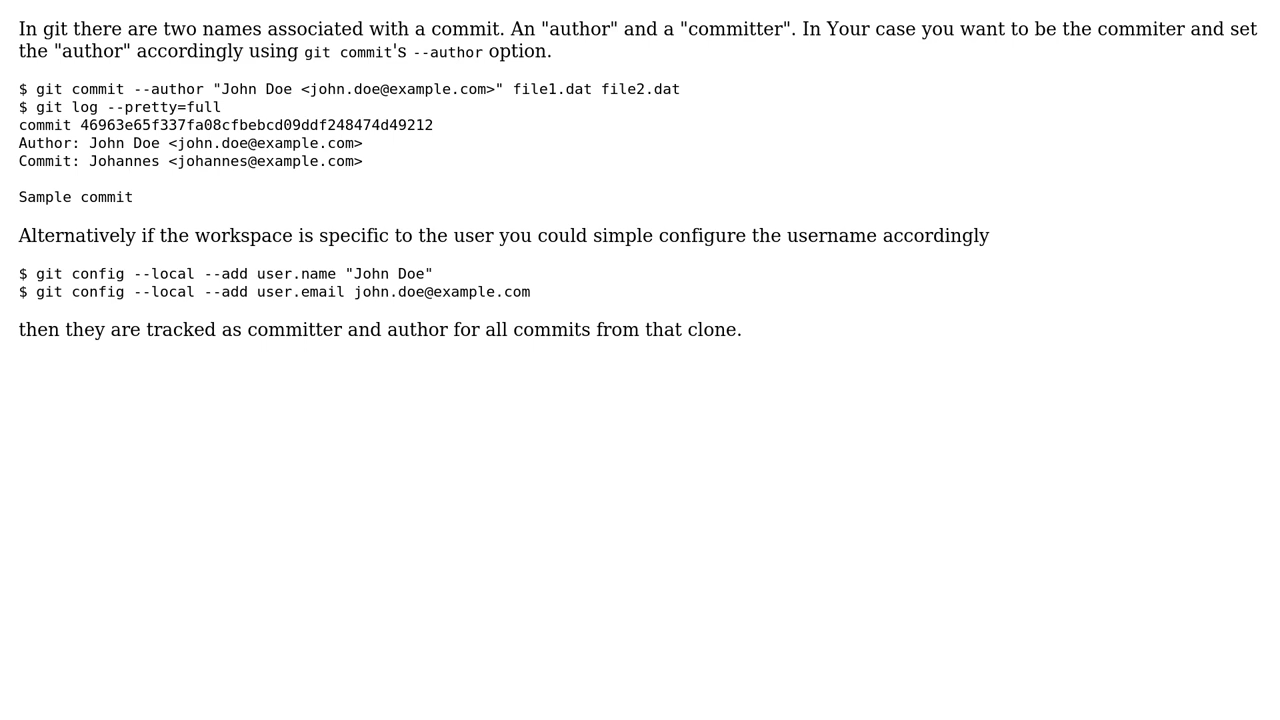 In git there are two names associated with a commit. An "author" and a "committer". In Your case you want to be the commiter and set
the "author" accordingly using git commit's --author option.
$ git commit --author "John Doe <john.doe@example.com>" file1.dat file2.dat
$ git log --pretty=full
commit 46963e65f337fa08cfbebcd09ddf248474d49212
Author: John Doe <john.doe@example.com>
Commit: Johannes <johannes@example.com>
Sample commit
Alternatively if the workspace is specific to the user you could simple configure the username accordingly
$ git config --local --add user.name "John Doe"
$ git config --local --add user.email john.doe@example.com
then they are tracked as committer and author for all commits from that clone.